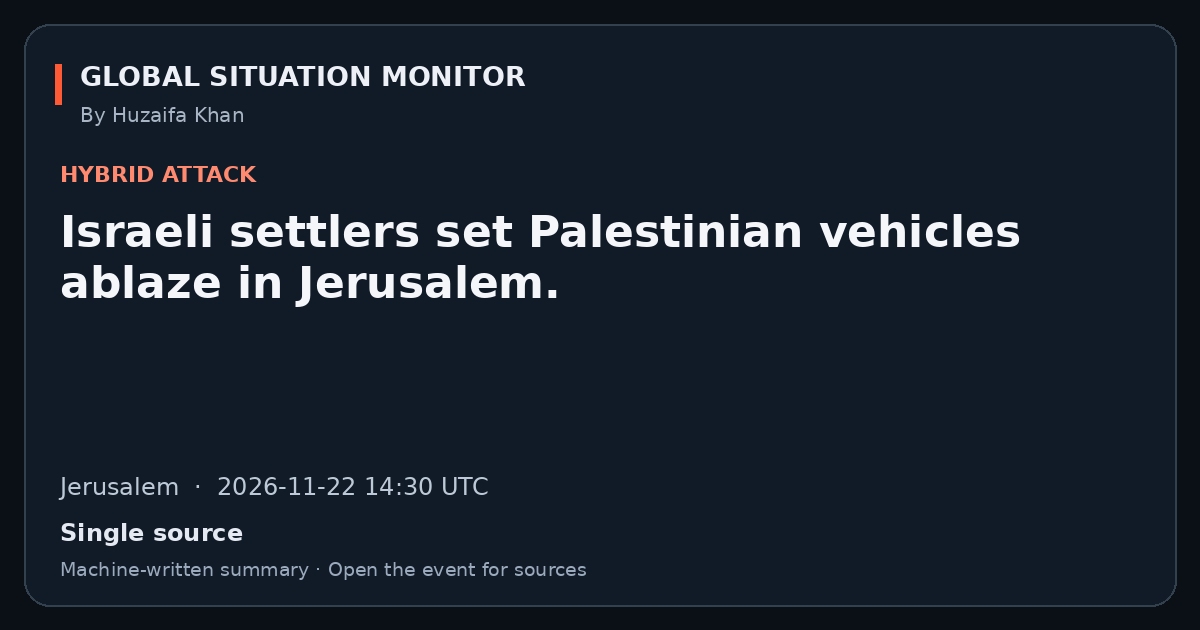 GLOBAL SITUATION MONITOR
By Huzaifa Khan
HYBRID ATTACK
Israeli settlers set Palestinian vehicles
ablaze in Jerusalem.
Jerusalem · 2026-11-22 14:30 UTC
Single source
Machine-written summary · Open the event for sources